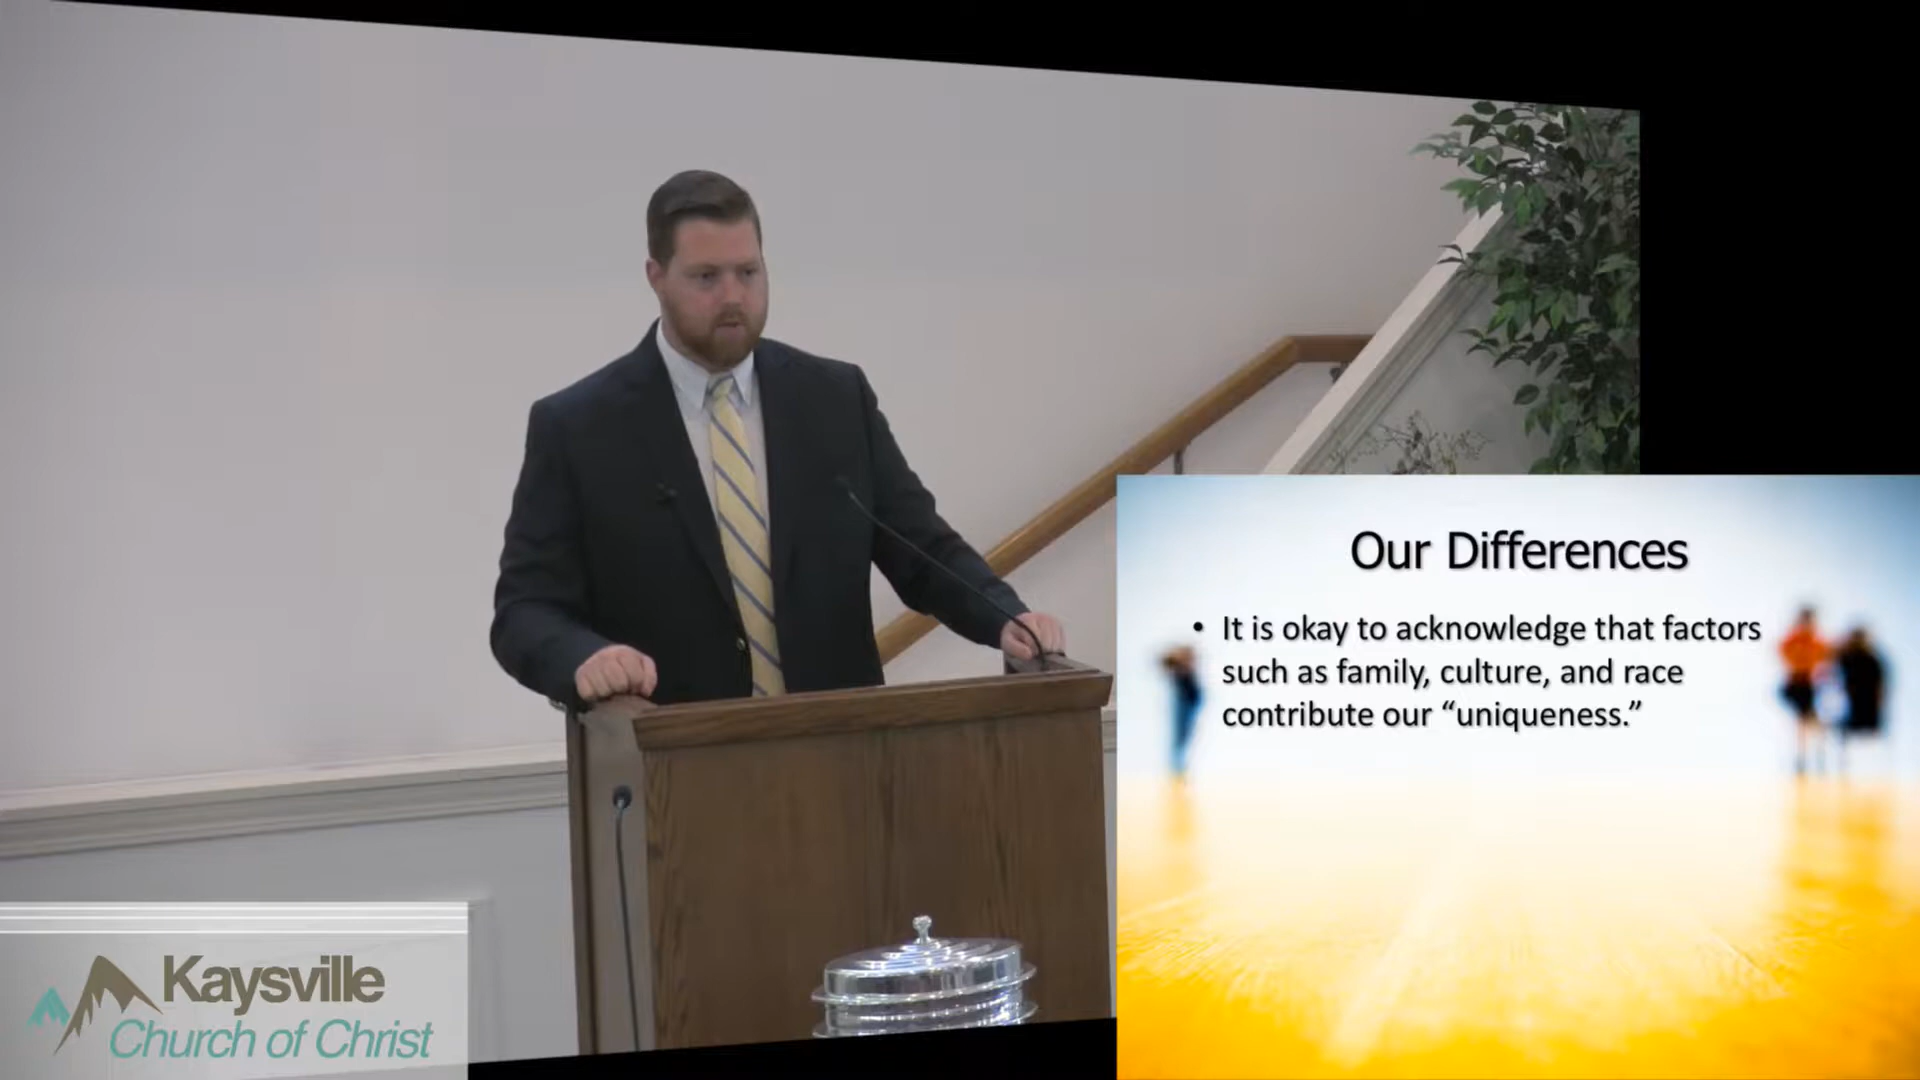 Our Differences
• It is okay to acknowledge that factors
such as family, culture, and race
contribute our “uniqueness.”
Kaysville
Church of Christ